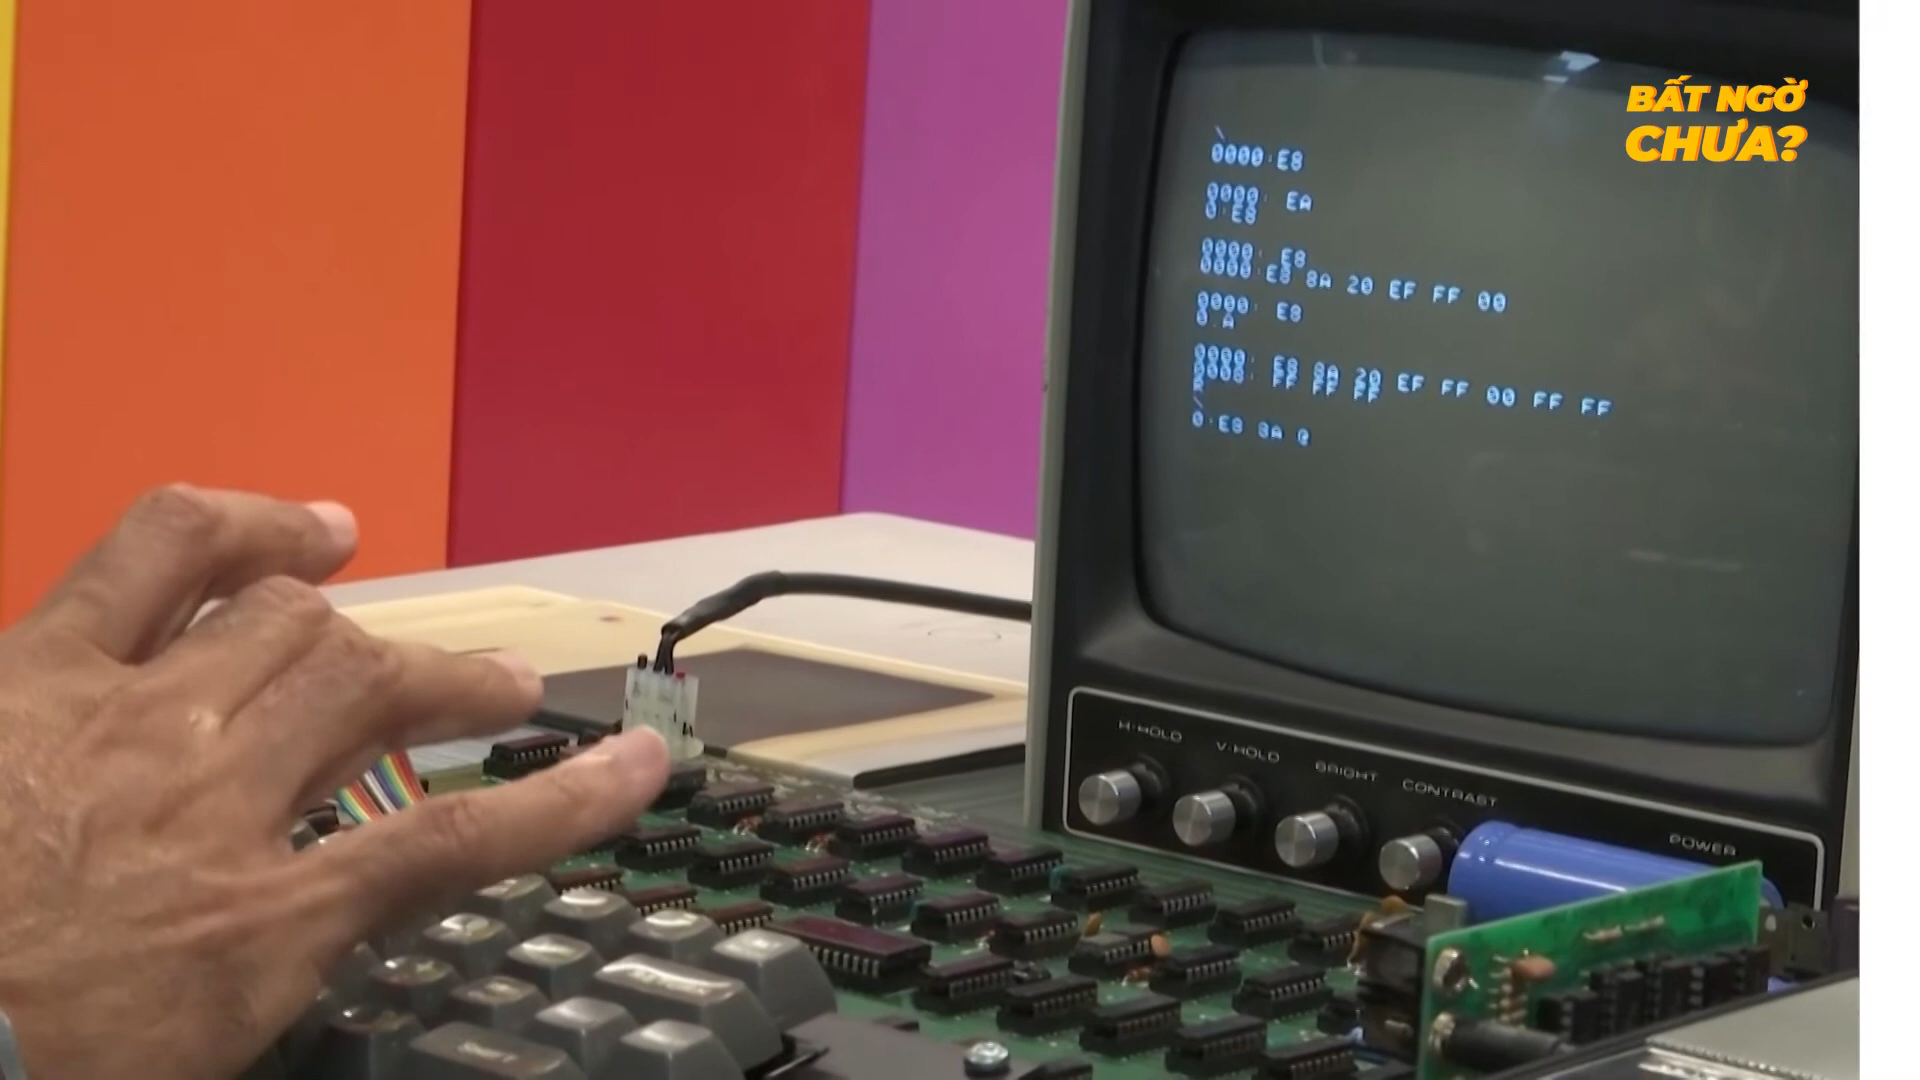 BẤT NGỜ
CHƯA?
\
0000:E8
0000: EA
0:E8
0000: E8
0000:E8 8A 20 EF FF 00
0000: E8
0.A
0000: E8 8A 20 EF FF 00 FF FF
0008: FF FF FF
R
\
0:E8 8A @
H·HOLD
V·HOLD
BRIGHT
CONTRAST
POWER